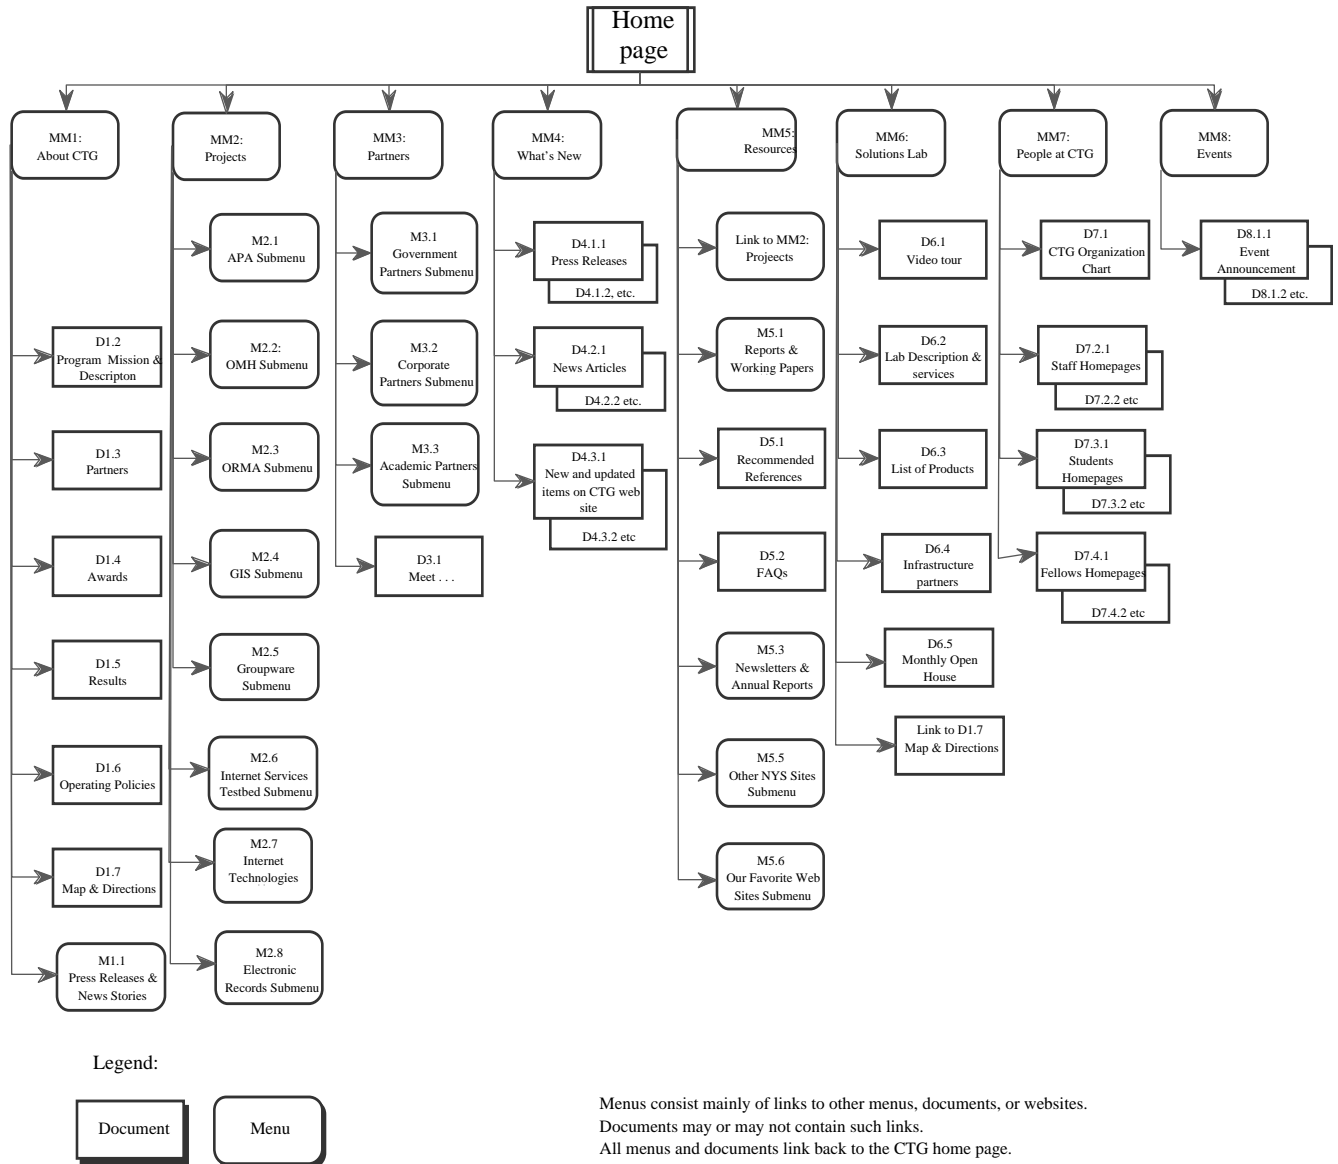 Home
page
MM1:
About CTG
MM2:
Projects
MM3:
Partners
MM4:
What's New
MM5:
Resources
MM6:
Solutions Lab
MM7:
People at CTG
MM8:
Events
D1.2
Program Mission &
Descripton
D1.3
Partners
D1.4
Awards
D1.5
Results
D1.6
Operating Policies
D1.7
Map & Directions
M1.1
Press Releases &
News Stories
M2.1
APA Submenu
M2.2:
OMH Submenu
M2.3
ORMA Submenu
M2.4
GIS Submenu
M2.5
Groupware
Submenu
M2.6
Internet Services
Testbed Submenu
M2.7
Internet
Technologies
M2.8
Electronic
Records Submenu
M3.1
Government
Partners Submenu
M3.2
Corporate
Partners Submenu
M3.3
Academic Partners
Submenu
D3.1
Meet . . .
D4.1.1
Press Releases
D4.1.2, etc.
D4.2.1
News Articles
D4.2.2 etc.
D4.3.1
New and updated
items on CTG web
site
D4.3.2 etc
Link to MM2:
Projeects
M5.1
Reports &
Working Papers
D5.1
Recommended
References
D5.2
FAQs
M5.3
Newsletters &
Annual Reports
M5.5
Other NYS Sites
Submenu
M5.6
Our Favorite Web
Sites Submenu
D6.1
Video tour
D6.2
Lab Description &
services
D6.3
List of Products
D6.4
Infrastructure
partners
D6.5
Monthly Open
House
Link to D1.7
Map & Directions
D7.1
CTG Organization
Chart
D7.2.1
Staff Homepages
D7.2.2 etc
D7.3.1
Students
Homepages
D7.3.2 etc
D7.4.1
Fellows Homepages
D7.4.2 etc
D8.1.1
Event
Announcement
D8.1.2 etc.
Legend:
Document
Menu
Menus consist mainly of links to other menus, documents, or websites.
Documents may or may not contain such links.
All menus and documents link back to the CTG home page.